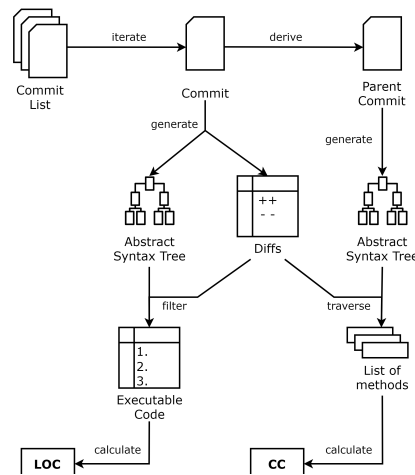 iterate
derive
Commit
List
Commit
Parent
Commit
generate
generate
++
--
Abstract
Syntax Tree
Diffs
Abstract
Syntax Tree
filter
traverse
1.
2.
3.
Executable
Code
List of
methods
calculate
calculate
LOC
CC